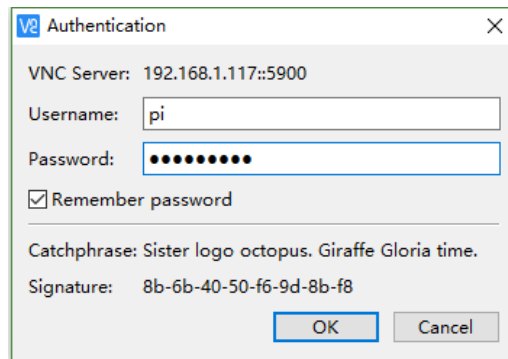 Authentication
VNC Server: 192.168.1.117::5900
Username: pi
Password: ●●●●●●●●●
Remember password
Catchphrase: Sister logo octopus. Giraffe Gloria time.
Signature: 8b-6b-40-50-f6-9d-8b-f8
OK Cancel